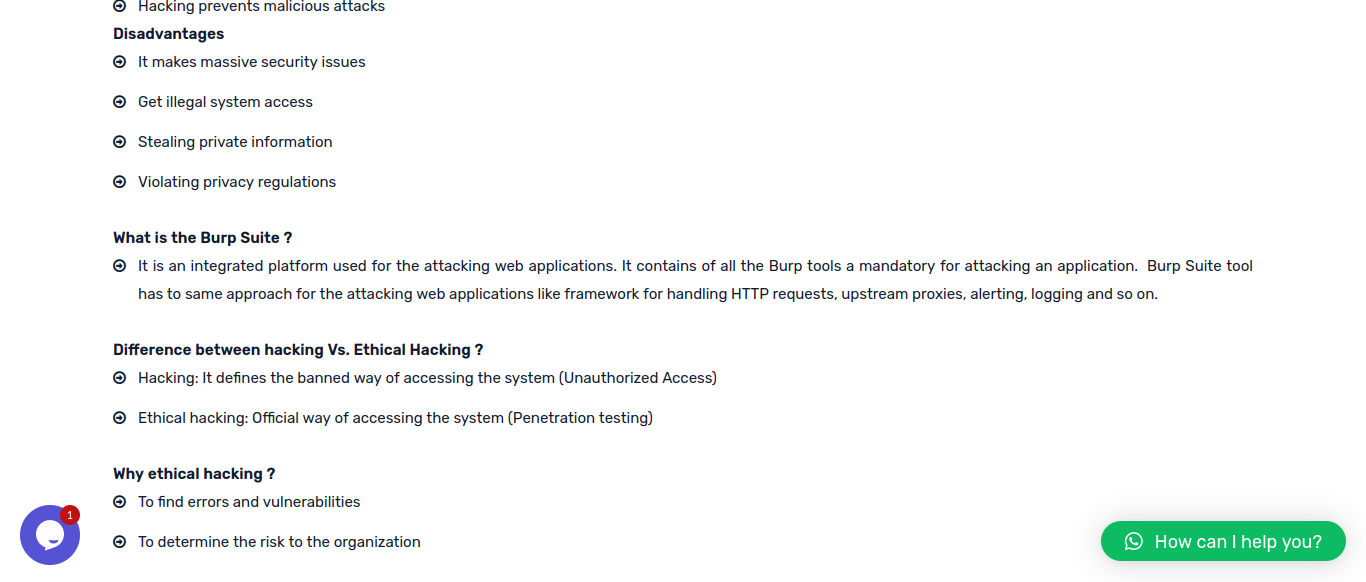 Hacking prevents malicious attacks
Disadvantages
It makes massive security issues
Get illegal system access
Stealing private information
Violating privacy regulations
What is the Burp Suite ?
It is an integrated platform used for the attacking web applications. It contains of all the Burp tools a mandatory for attacking an application. Burp Suite tool
has to same approach for the attacking web applications like framework for handling HTTP requests, upstream proxies, alerting, logging and so on.
Difference between hacking Vs. Ethical Hacking ?
Hacking: It defines the banned way of accessing the system (Unauthorized Access)
Ethical hacking: Official way of accessing the system (Penetration testing)
Why ethical hacking ?
To find errors and vulnerabilities
1
To determine the risk to the organization
How can I help you?